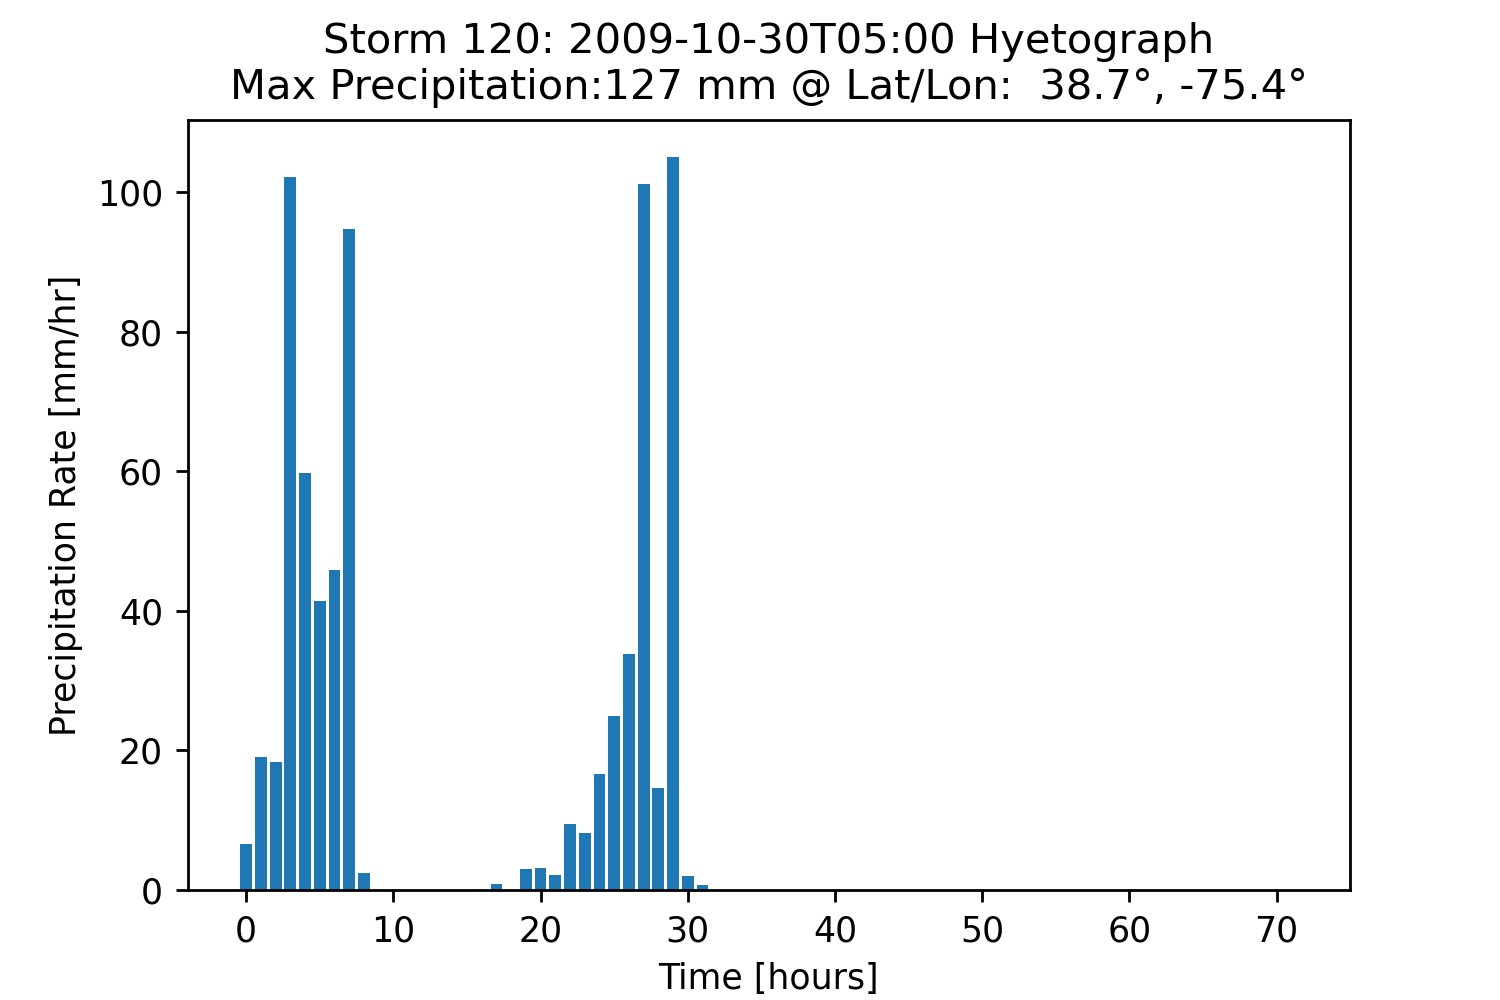 Storm 120: 2009-10-30T05:00 Hyetograph
Max Precipitation:127 mm @ Lat/Lon:  38.7°, -75.4°
Precipitation Rate [mm/hr]
100
80
60
40
20
0
0 10 20 30 40 50 60 70
Time [hours]